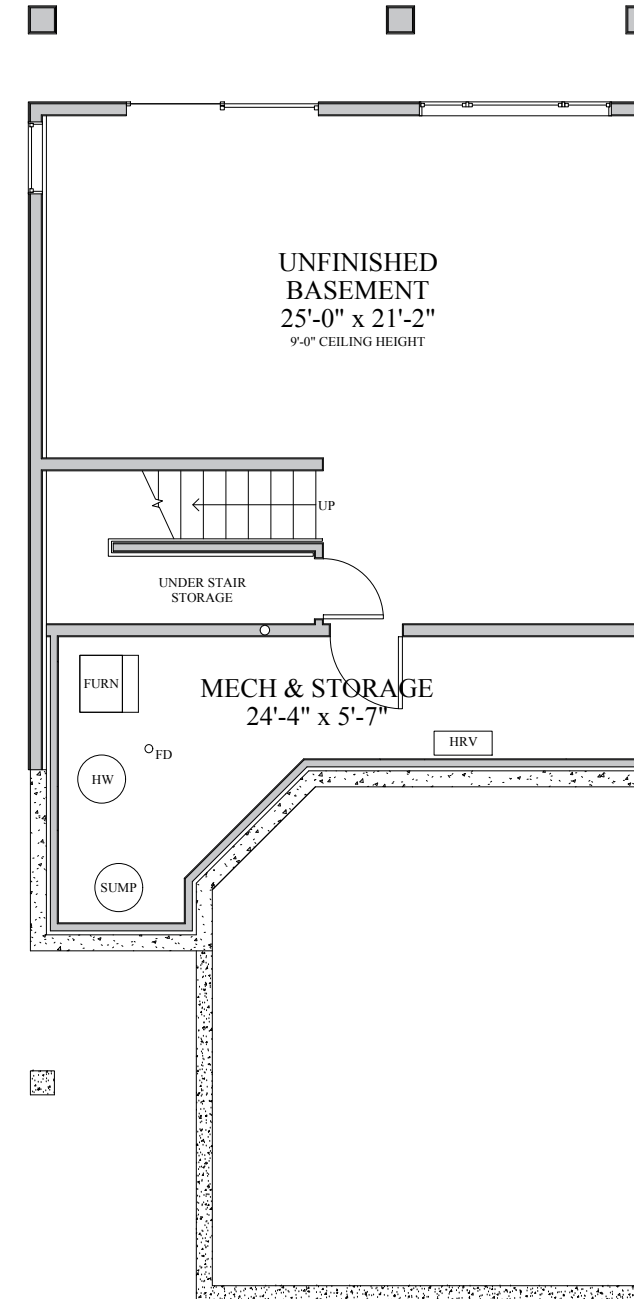 UNFINISHED
BASEMENT
25'-0" x 21'-2"
9'-0" CEILING HEIGHT
UP
UNDER STAIR
STORAGE
MECH & STORAGE
24'-4" x 5'-7"
FURN
FD
HRV
HW
SUMP